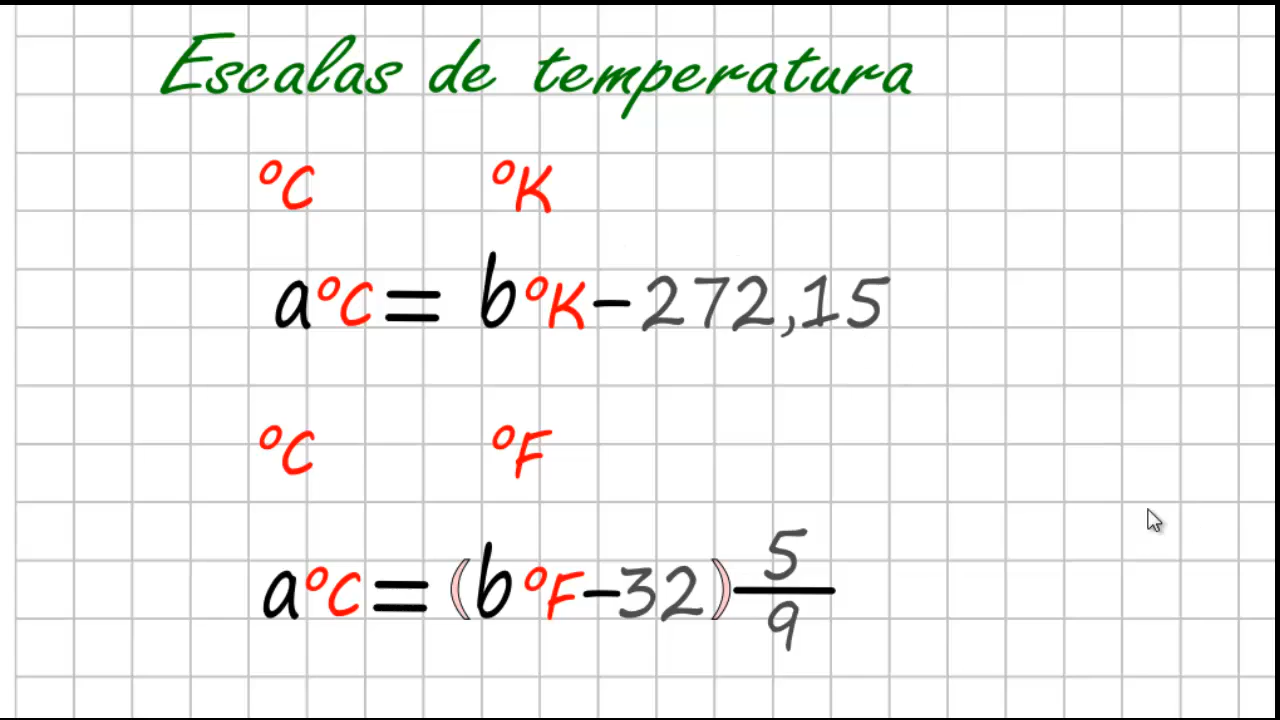 Escalas de temperatura
ºC ºK
aºC = bºK - 272,15
ºC ºF
aºC = (bºF - 32) 5/9